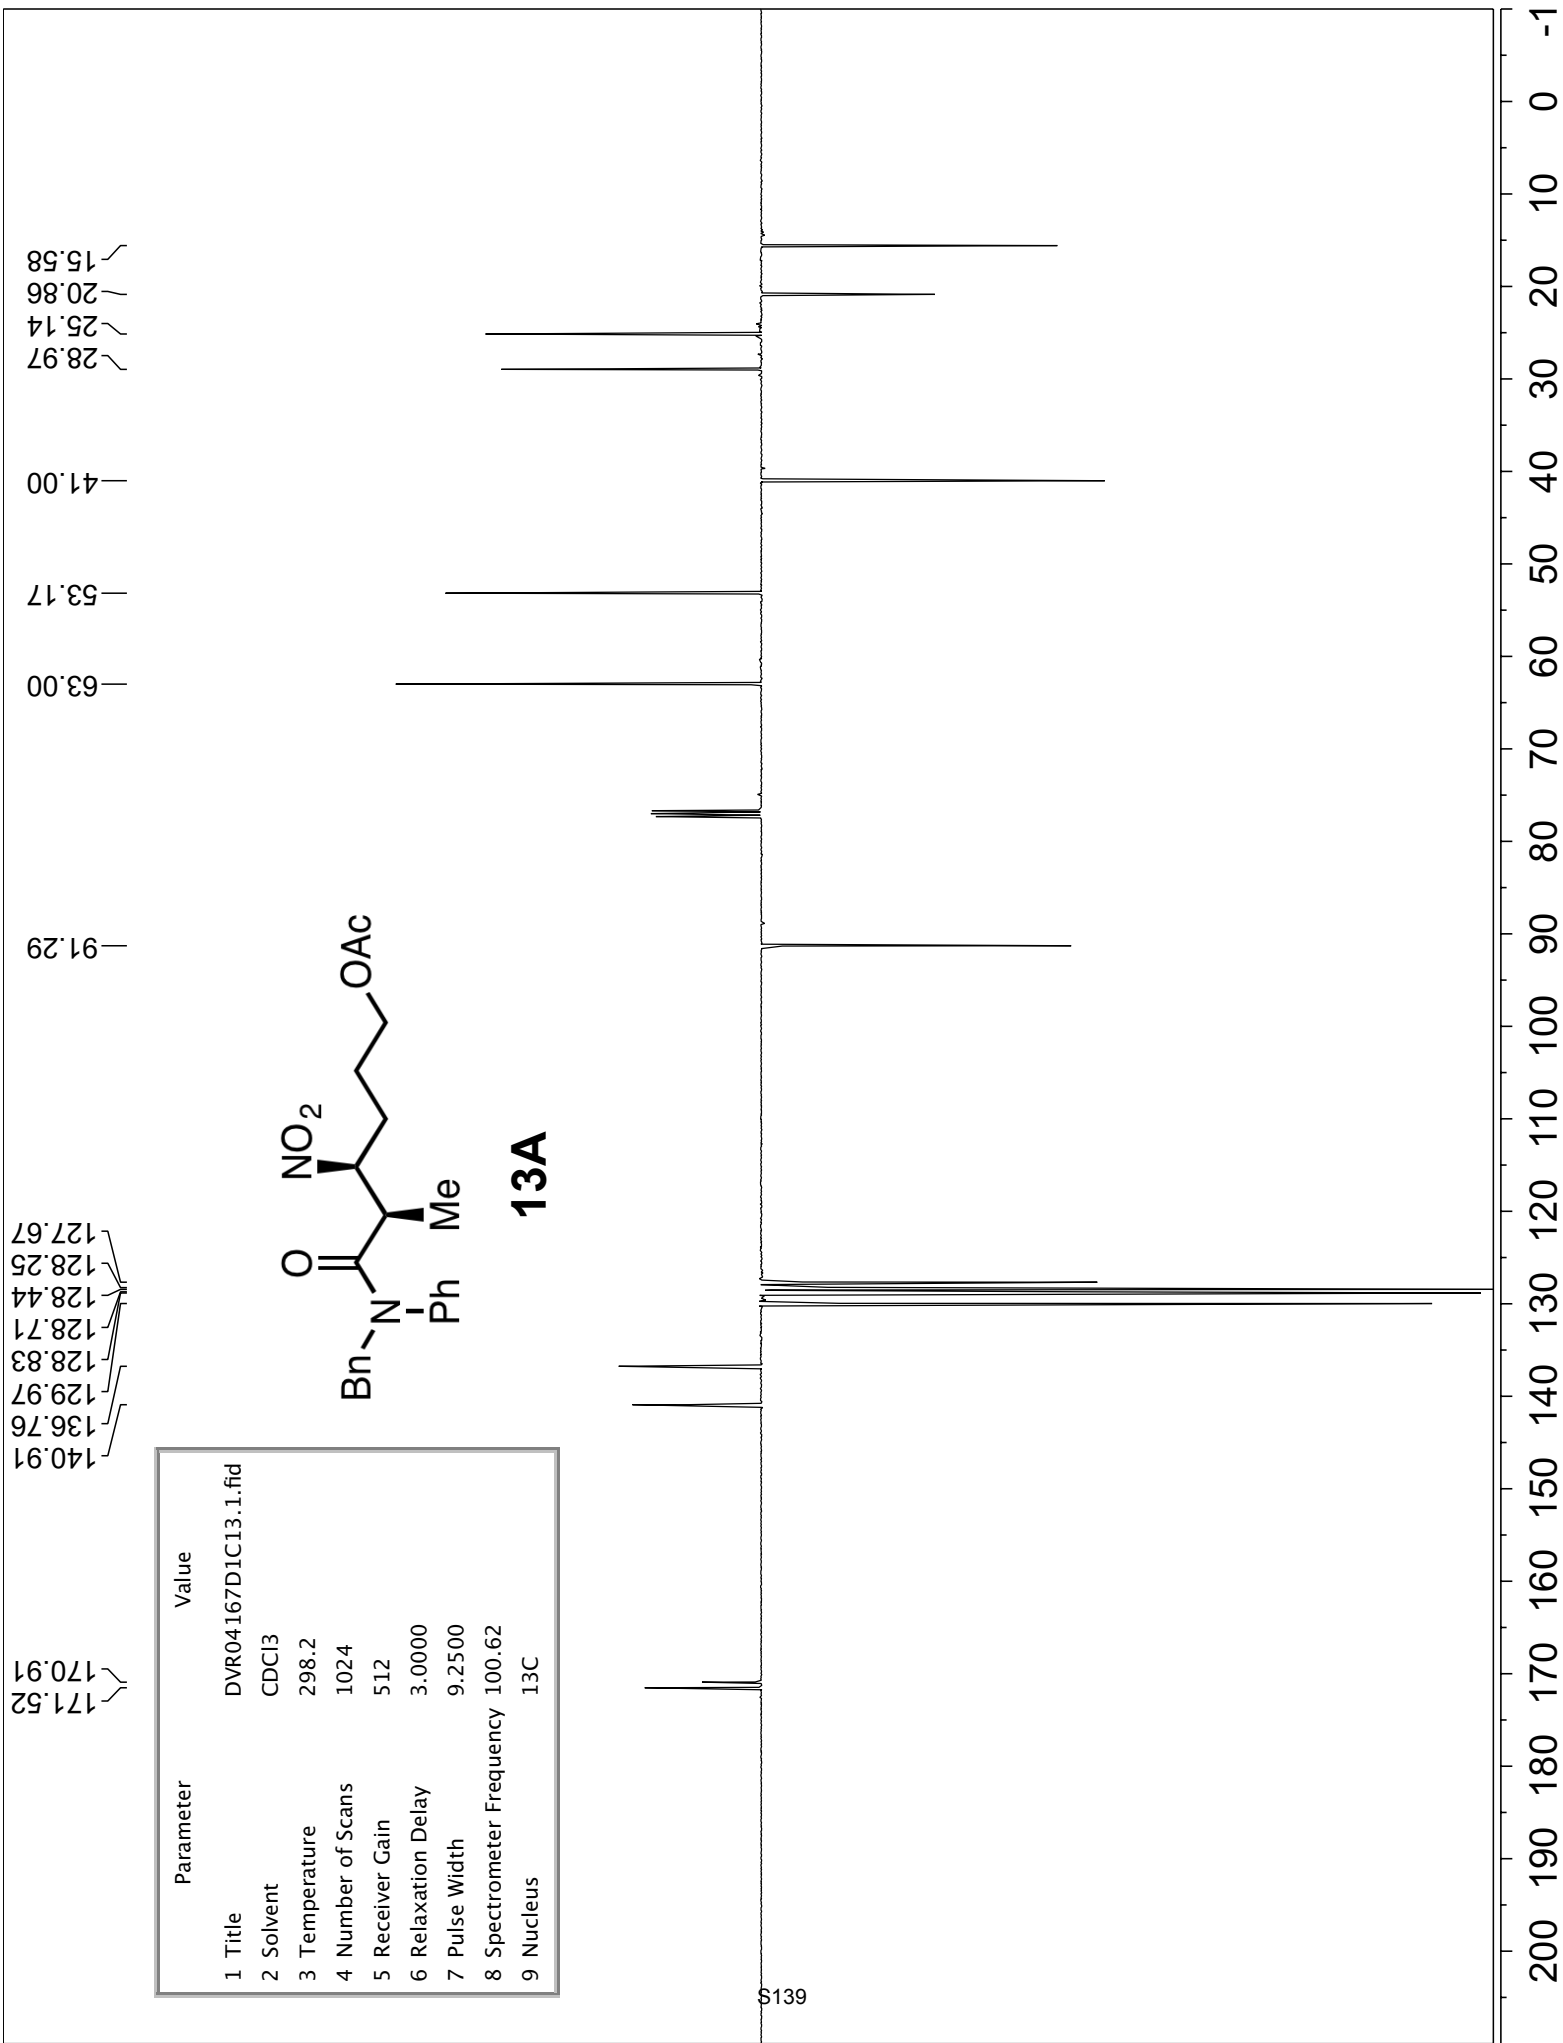 171.52
170.91
140.91
136.76
129.97
128.83
128.71
128.44
128.25
127.67
91.29
63.00
53.17
41.00
28.97
25.14
20.86
15.58
Parameter Value
1 Title DVR04167D1C13.1.fid
2 Solvent CDCl3
3 Temperature 298.2
4 Number of Scans 1024
5 Receiver Gain 512
6 Relaxation Delay 3.0000
7 Pulse Width 9.2500
8 Spectrometer Frequency 100.62
9 Nucleus 13C
O
NO2
Bn
N
Ph
Me
OAc
13A
200 190 180 170 160 150 140 130 120 110 100 90 80 70 60 50 40 30 20 10 0 -1
S139